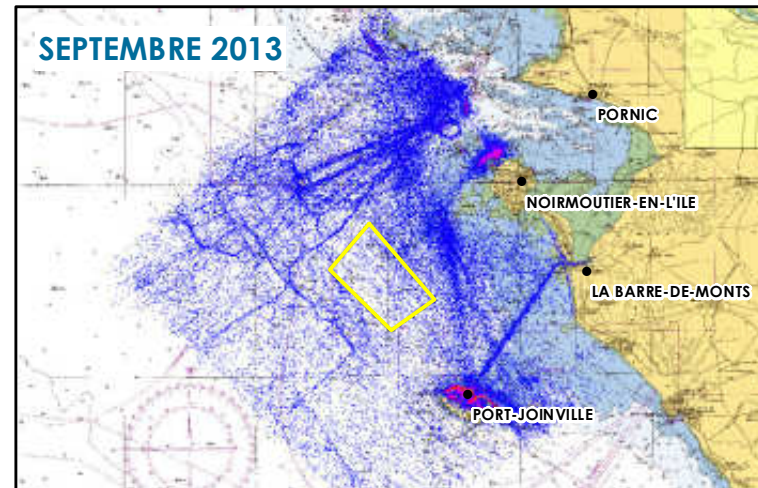 SEPTEMBRE 2013
PORNIC
NOIRMOUTIER-EN-L'ILE
LA BARRE-DE-MONTS
PORT-JOINVILLE